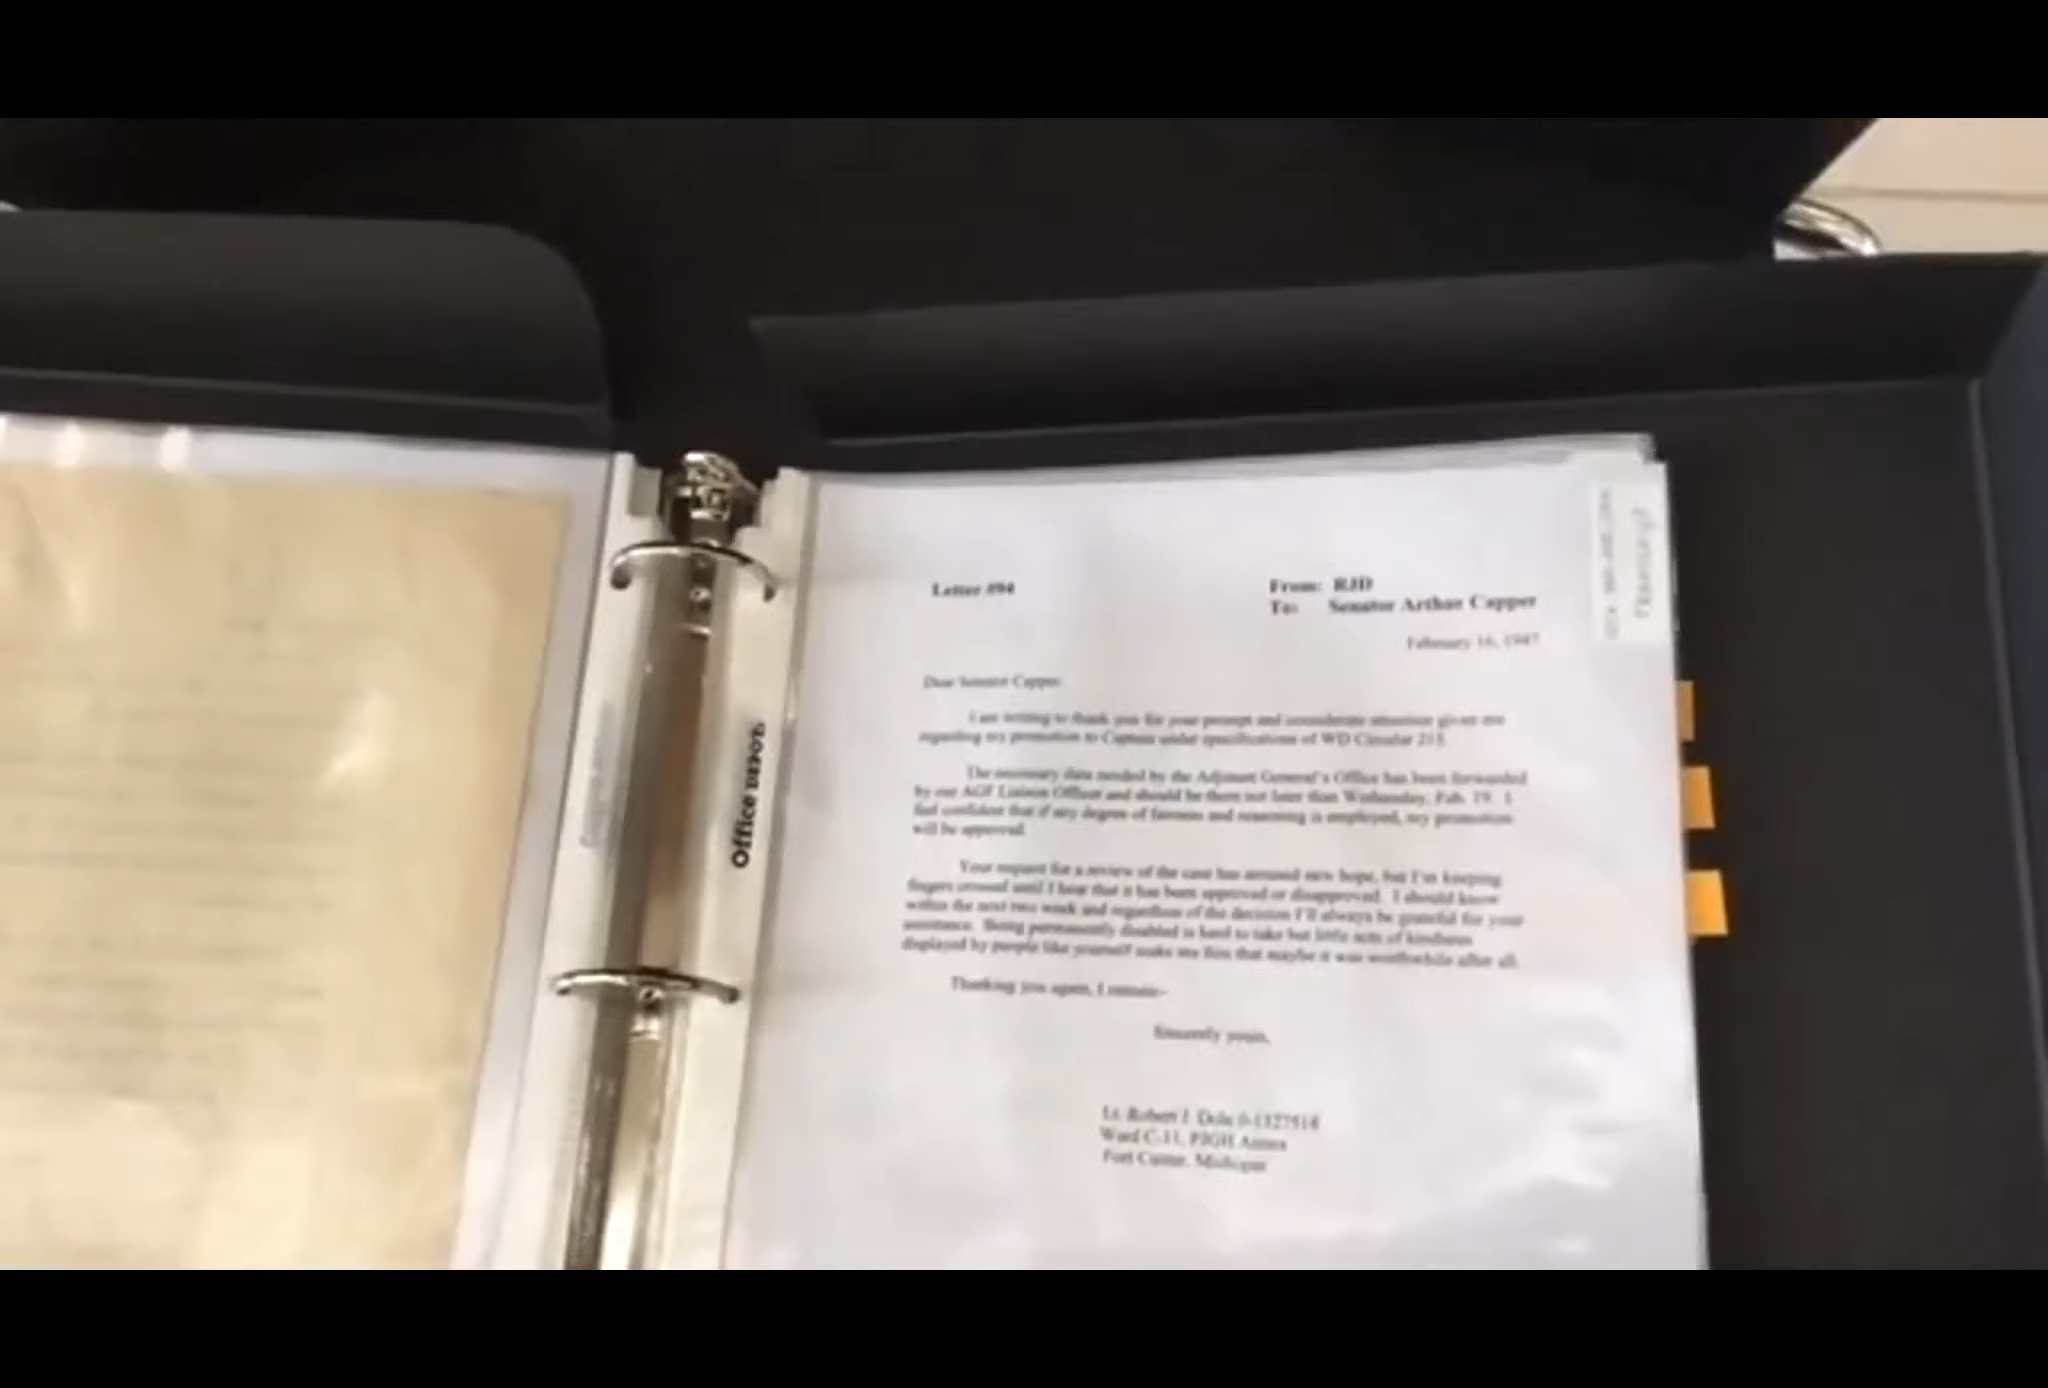 Office DEPOT
Letter #94
From: RJD
To: Senator Arthur Capper
February 16, 1947
Dear Senator Capper
I am writing to thank you for your prompt and considerate attention given me
regarding my promotion to Captain under specifications of WD Circular 215.
The necessary data needed by the Adjutant General's Office has been forwarded
by our AGF Liaison Officer and should be there not later than Wednesday, Feb. 19. I
feel confident that if any degree of fairness and reasoning is employed, my promotion
will be approved.
Your request for a review of the case has aroused new hope, but I'm keeping
fingers crossed until I hear that it has been approved or disapproved. I should know
within the next two week and regardless of the decision I'll always be grateful for your
assistance. Being permanently disabled is hard to take but little acts of kindness
displayed by people like yourself make me that maybe it was worthwhile after all.
Thanking you again, I remain--
Sincerely yours,
Lt. Robert J. Dole
Ward C-11, PJGH Annex
Fort Custer, Michigan